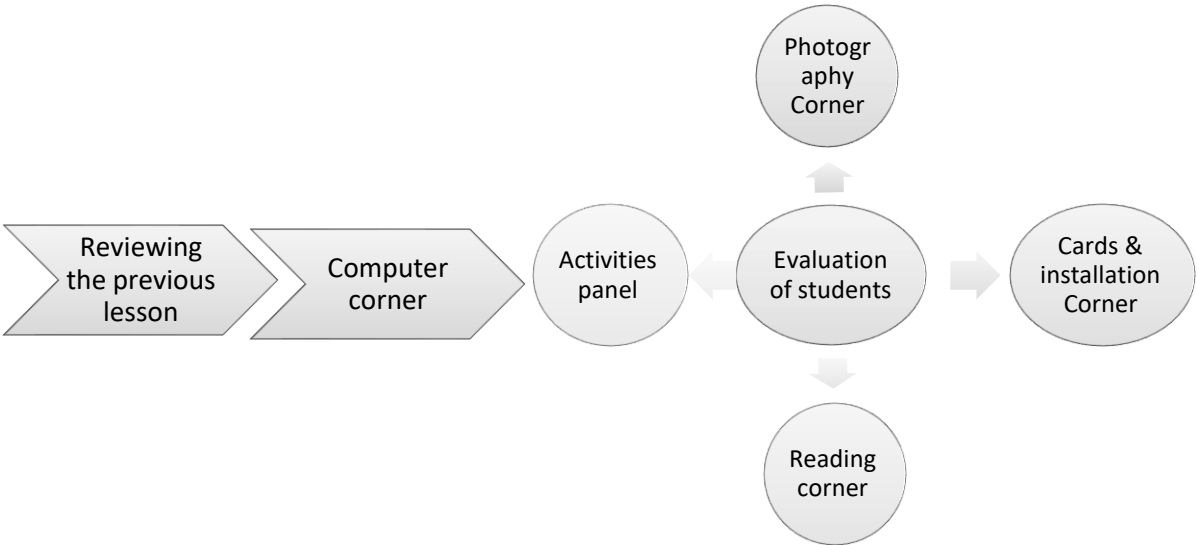 Photogr
aphy
Corner
Reviewing
the previous
lesson
Computer
corner
Activities
panel
Evaluation
of students
Cards &
installation
Corner
Reading
corner